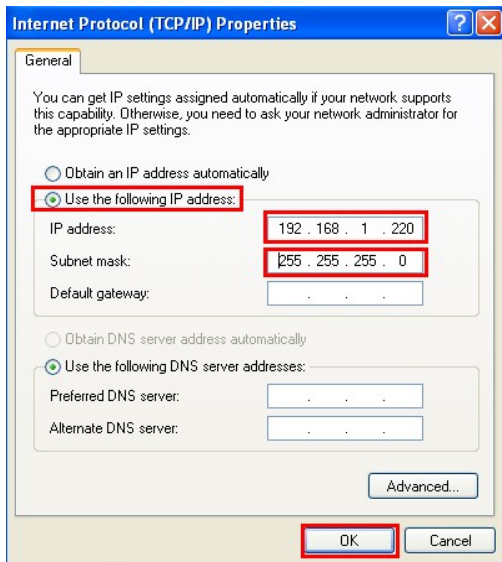 Internet Protocol (TCP/IP) Properties
General
You can get IP settings assigned automatically if your network supports
this capability. Otherwise, you need to ask your network administrator for
the appropriate IP settings.
Obtain an IP address automatically
Use the following IP address:
IP address: 192 . 168 . 1 . 220
Subnet mask: 255 . 255 . 255 . 0
Default gateway: . . .
Obtain DNS server address automatically
Use the following DNS server addresses:
Preferred DNS server: . . .
Alternate DNS server: . . .
Advanced...
OK Cancel